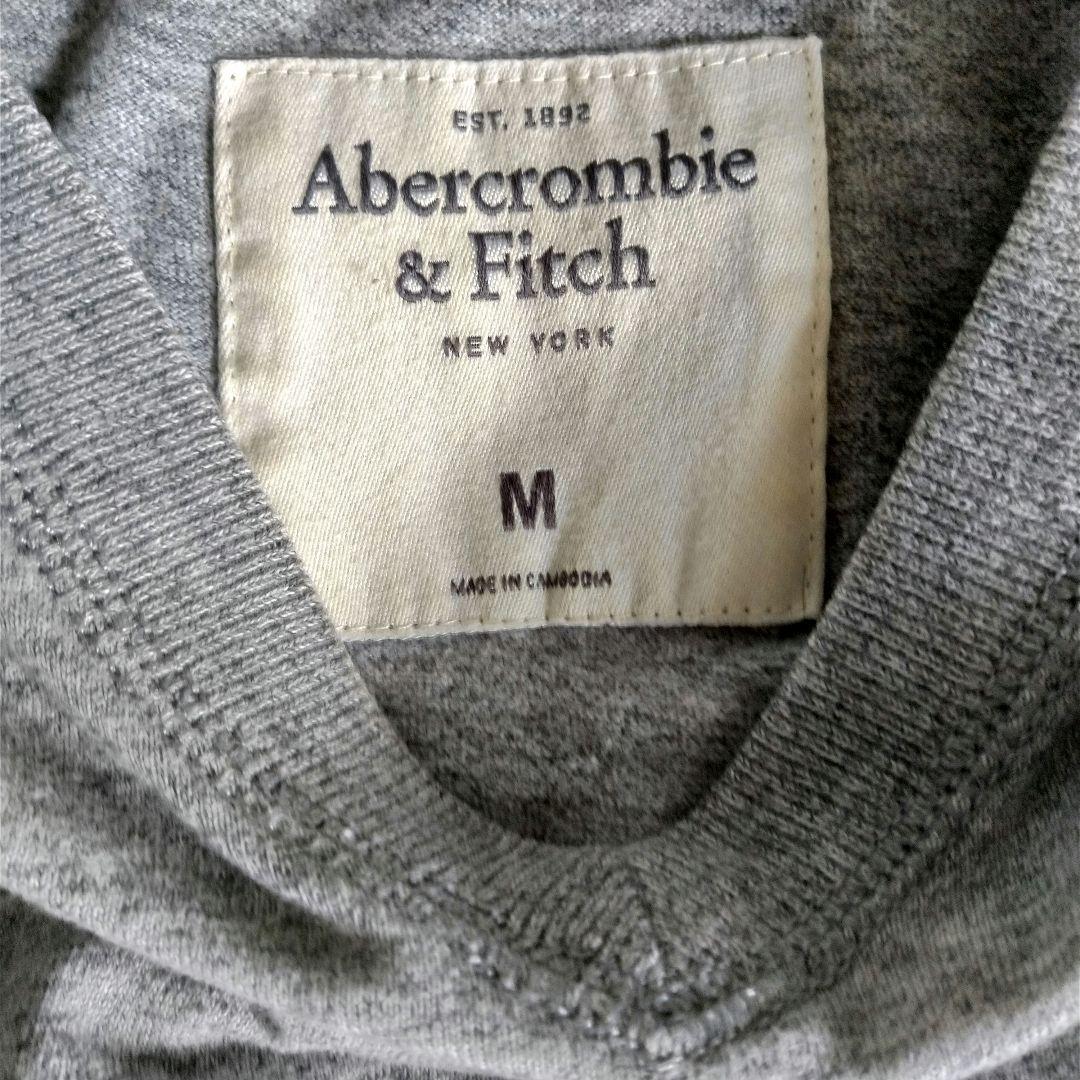 EST. 1892
Abercrombie
& Fitch
NEW YORK
M
MADE IN CAMBODIA